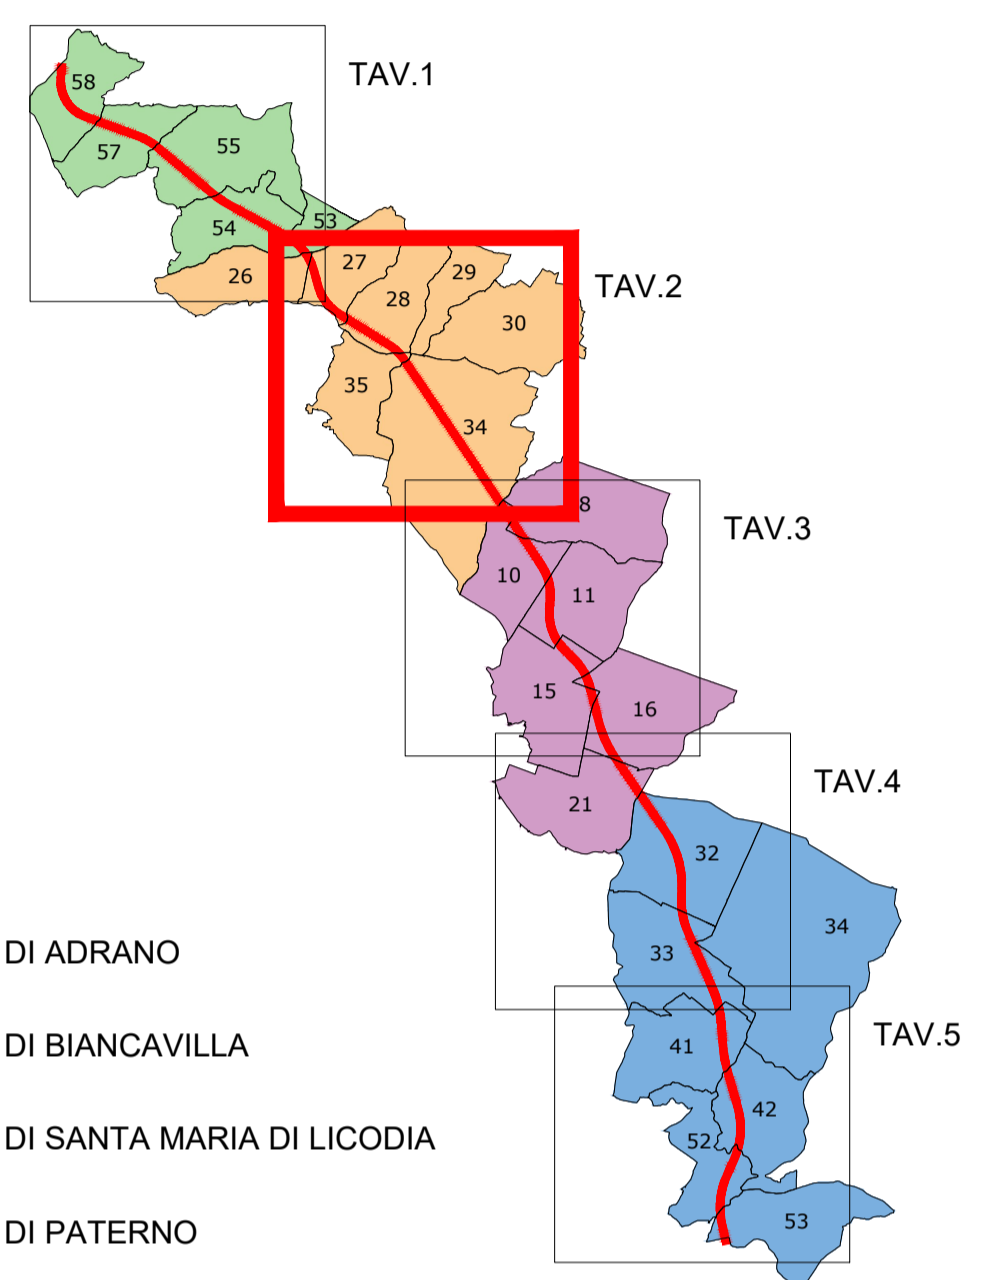 TAV.1
58
57
55
54
53
26
27
28
29
30
TAV.2
35
34
8
TAV.3
10
11
15
16
TAV.4
21
32
34
33
DI ADRANO
TAV.5
41
DI BIANCAVILLA
42
52
DI SANTA MARIA DI LICODIA
53
DI PATERNO